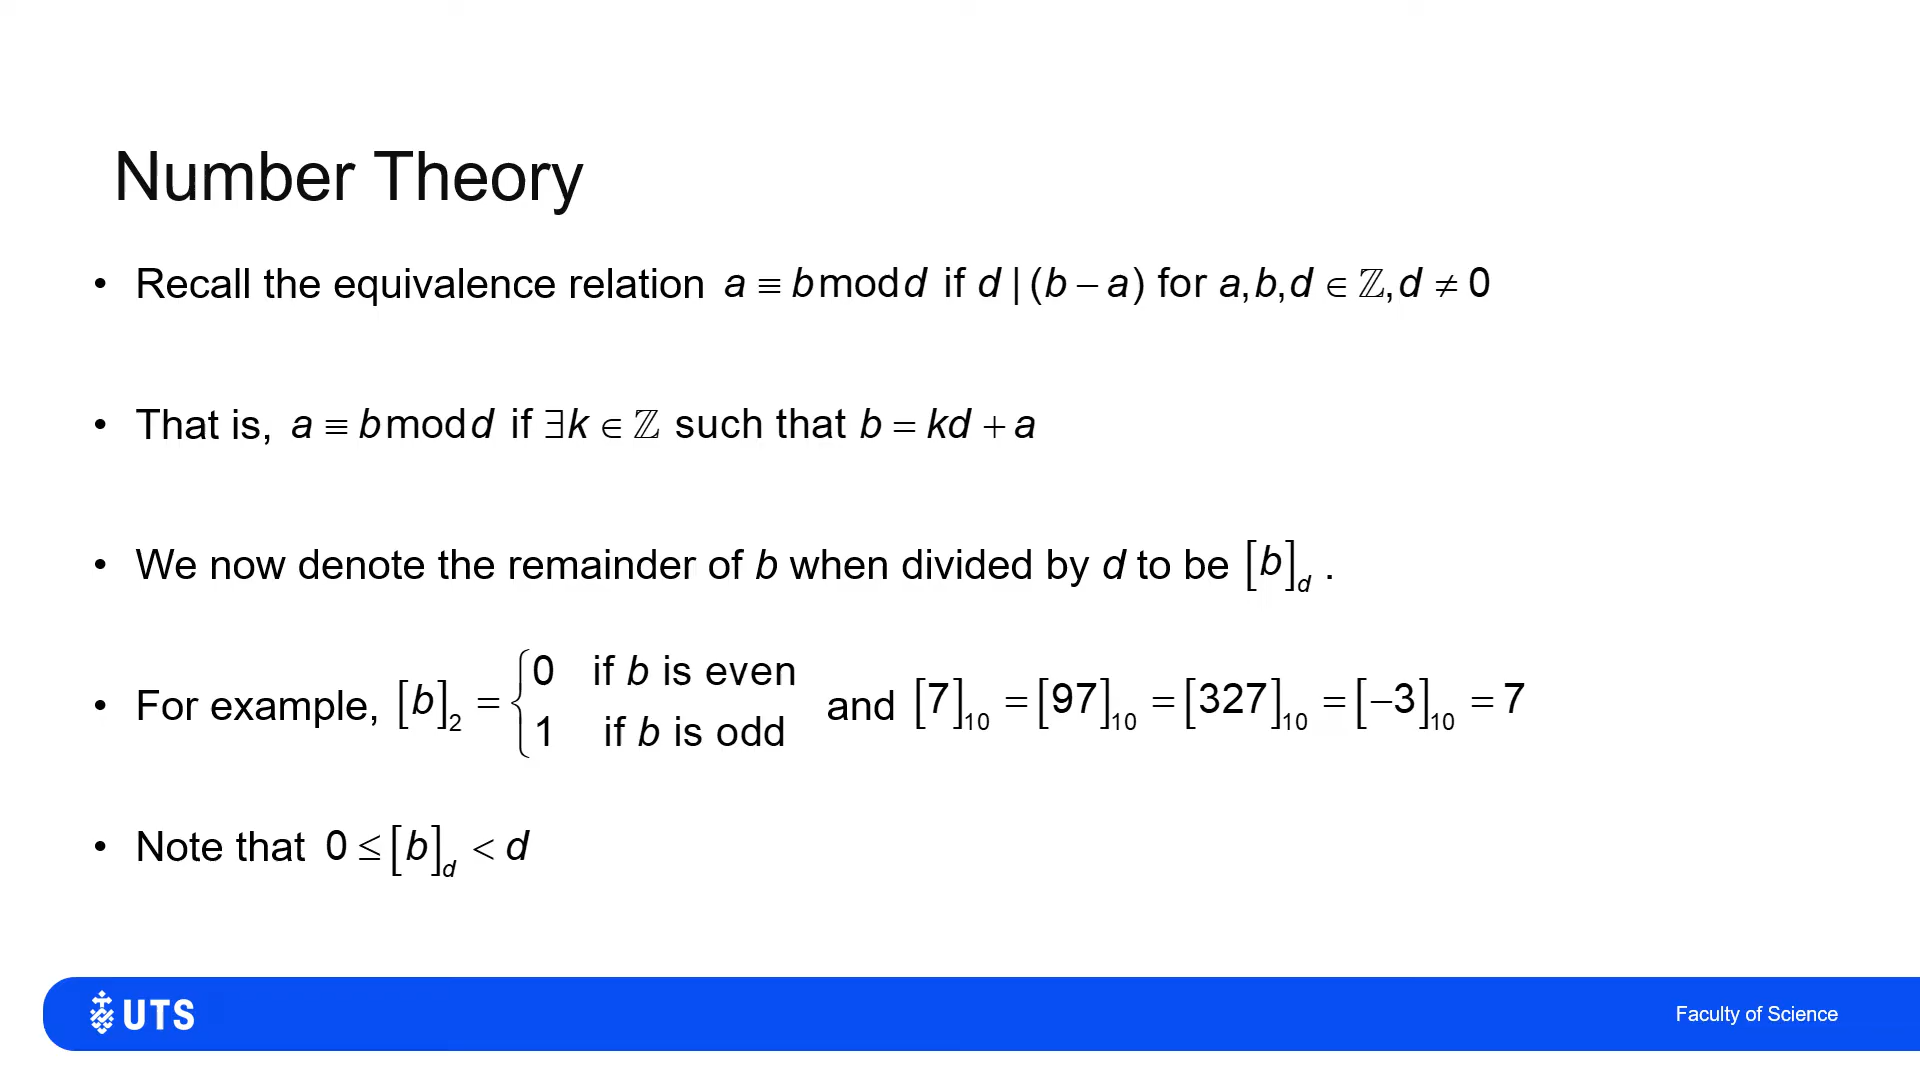 Number Theory
• Recall the equivalence relation a ≡ b mod d if d | (b − a) for a, b, d ∈ ℤ, d ≠ 0
• That is, a ≡ b mod d if ∃k ∈ ℤ such that b = kd + a
• We now denote the remainder of b when divided by d to be [b]_d .
• For example, [b]_2 = { 0 if b is even
1 if b is odd and [7]_10 = [97]_10 = [327]_10 = [−3]_10 = 7
• Note that 0 ≤ [b]_d < d
UTS
Faculty of Science